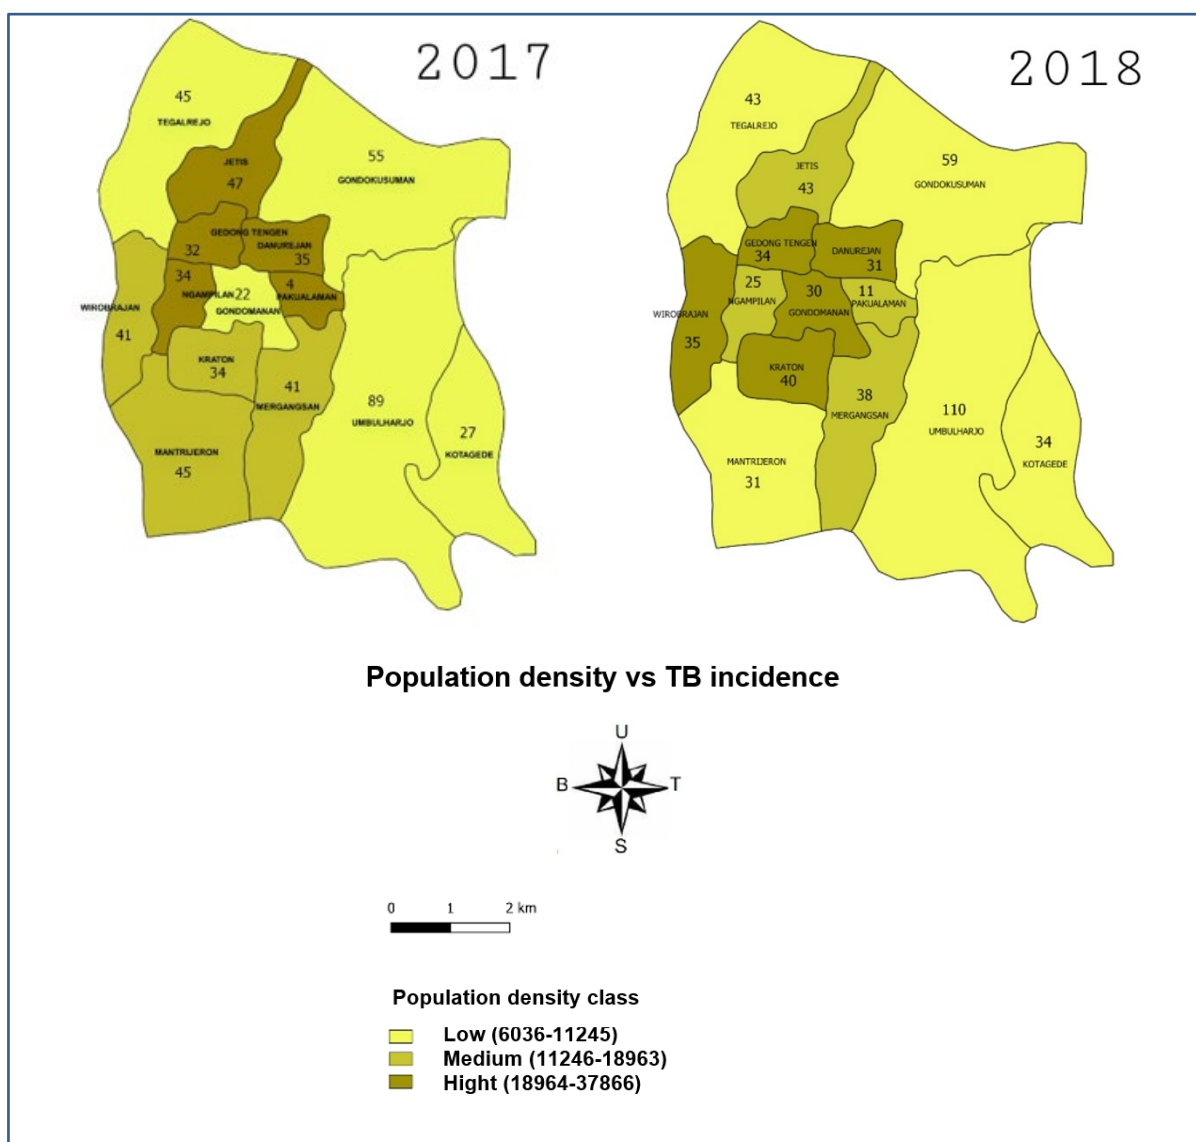 2017
45
TEGALREJO
55
GONDOKUSUMAN
JETIS
47
GEDONG TENGEN
32
DANUREJAN
35
34
NGAMPILAN
22
GONDOMANAN
4
PAKUALAMAN
WIROBRAJAN
41
KRATON
34
41
MERGANGSAN
89
UMBULHARJO
27
KOTAGEDE
MANTRIJERON
45
2018
43
TEGALREJO
59
GONDOKUSUMAN
JETIS
43
GEDONG TENGEN
34
DANUREJAN
31
25
NGAMPILAN
30
GONDOMANAN
11
PAKUALAMAN
WIROBRAJAN
35
KRATON
40
38
MERGANGSAN
110
UMBULHARJO
34
KOTAGEDE
MANTRIJERON
31
Population density vs TB incidence
U
B T
S
0 1 2 km
Population density class
Low (6036-11245)
Medium (11246-18963)
Hight (18964-37866)